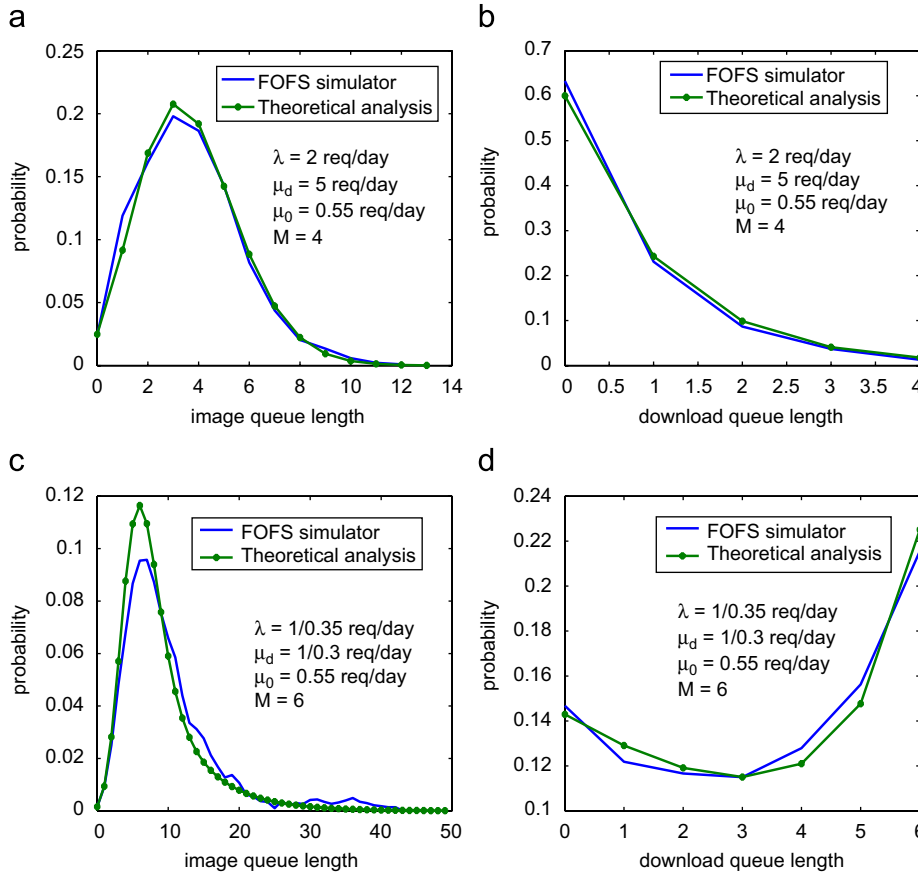 a
0.25
0.2
0.15
0.1
0.05
0
0 2 4 6 8 10 12 14
probability
image queue length
FOFS simulator
Theoretical analysis
λ = 2 req/day
μd = 5 req/day
μ0 = 0.55 req/day
M = 4
b
0.7
0.6
0.5
0.4
0.3
0.2
0.1
0
0 0.5 1 1.5 2 2.5 3 3.5 4
probability
download queue length
FOFS simulator
Theoretical analysis
λ = 2 req/day
μd = 5 req/day
μ0 = 0.55 req/day
M = 4
c
0.12
0.1
0.08
0.06
0.04
0.02
0
0 10 20 30 40 50
probability
image queue length
FOFS simulator
Theoretical analysis
λ = 1/0.35 req/day
μd = 1/0.3 req/day
μ0 = 0.55 req/day
M = 6
d
0.24
0.22
0.2
0.18
0.16
0.14
0.12
0.1
0 1 2 3 4 5 6
probability
download queue length
FOFS simulator
Theoretical analysis
λ = 1/0.35 req/day
μd = 1/0.3 req/day
μ0 = 0.55 req/day
M = 6